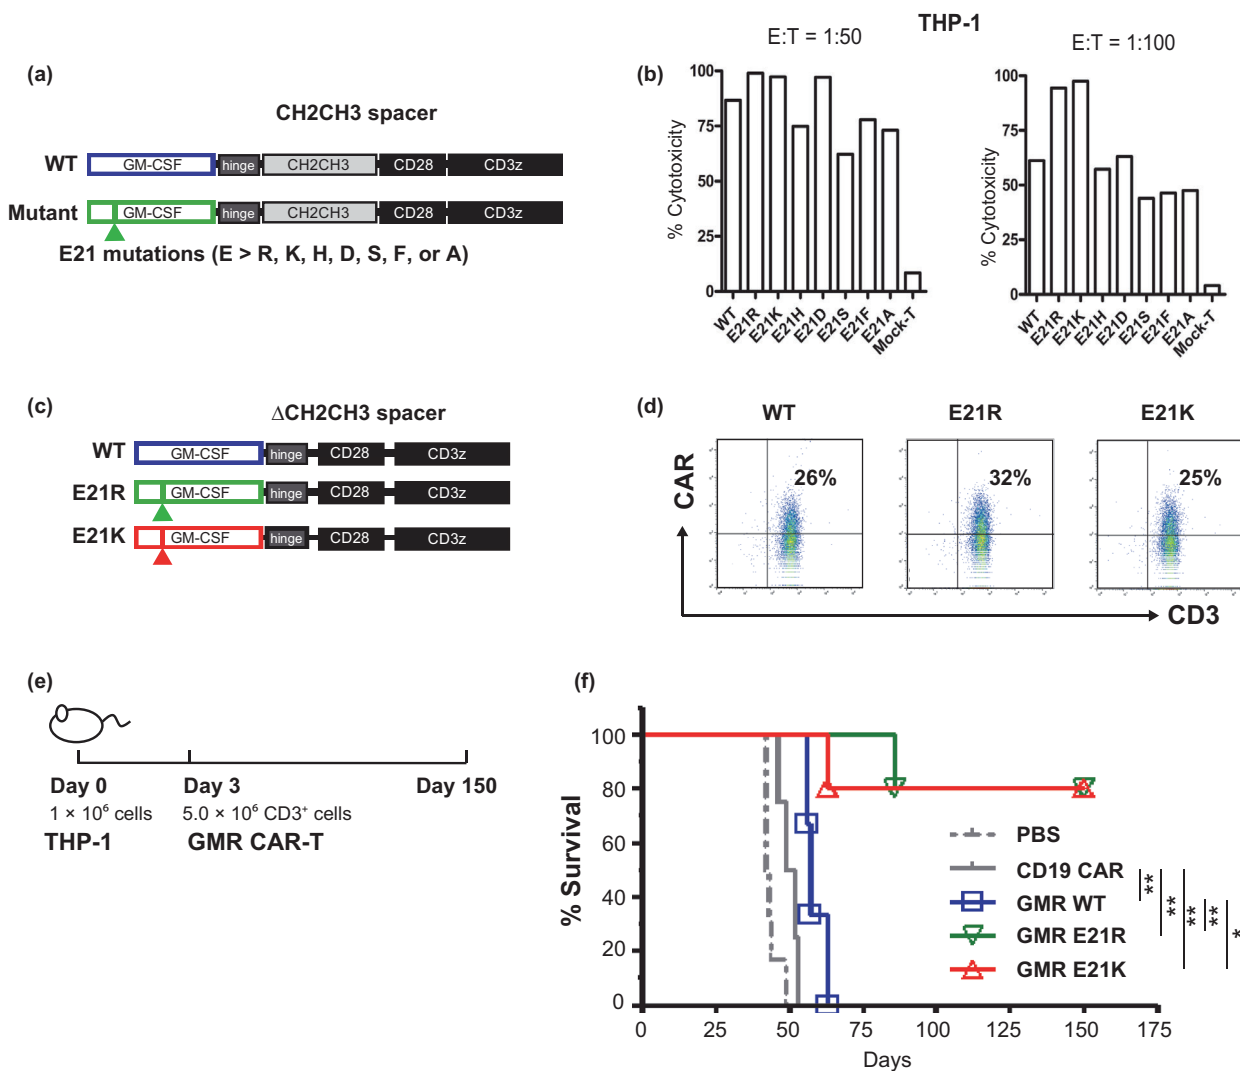 (a)
CH2CH3 spacer
WT GM-CSF hinge CH2CH3 CD28 CD3z
Mutant GM-CSF hinge CH2CH3 CD28 CD3z
E21 mutations (E > R, K, H, D, S, F, or A)
(b)
THP-1
E:T = 1:50
% Cytotoxicity
100
75
50
25
0
WT E21R E21K E21H E21D E21S E21F E21A Mock-T
E:T = 1:100
% Cytotoxicity
100
75
50
25
0
WT E21R E21K E21H E21D E21S E21F E21A Mock-T
(c)
ΔCH2CH3 spacer
WT GM-CSF hinge CD28 CD3z
E21R GM-CSF hinge CD28 CD3z
E21K GM-CSF hinge CD28 CD3z
(d)
WT E21R E21K
CAR
26% 32% 25%
CD3
(e)
Day 0 Day 3 Day 150
1 × 10⁶ cells 5.0 × 10⁶ CD3⁺ cells
THP-1 GMR CAR-T
(f)
% Survival
100
80
60
40
20
0
0 25 50 75 100 125 150 175
Days
PBS
CD19 CAR
GMR WT
GMR E21R
GMR E21K
** ** ** ** *